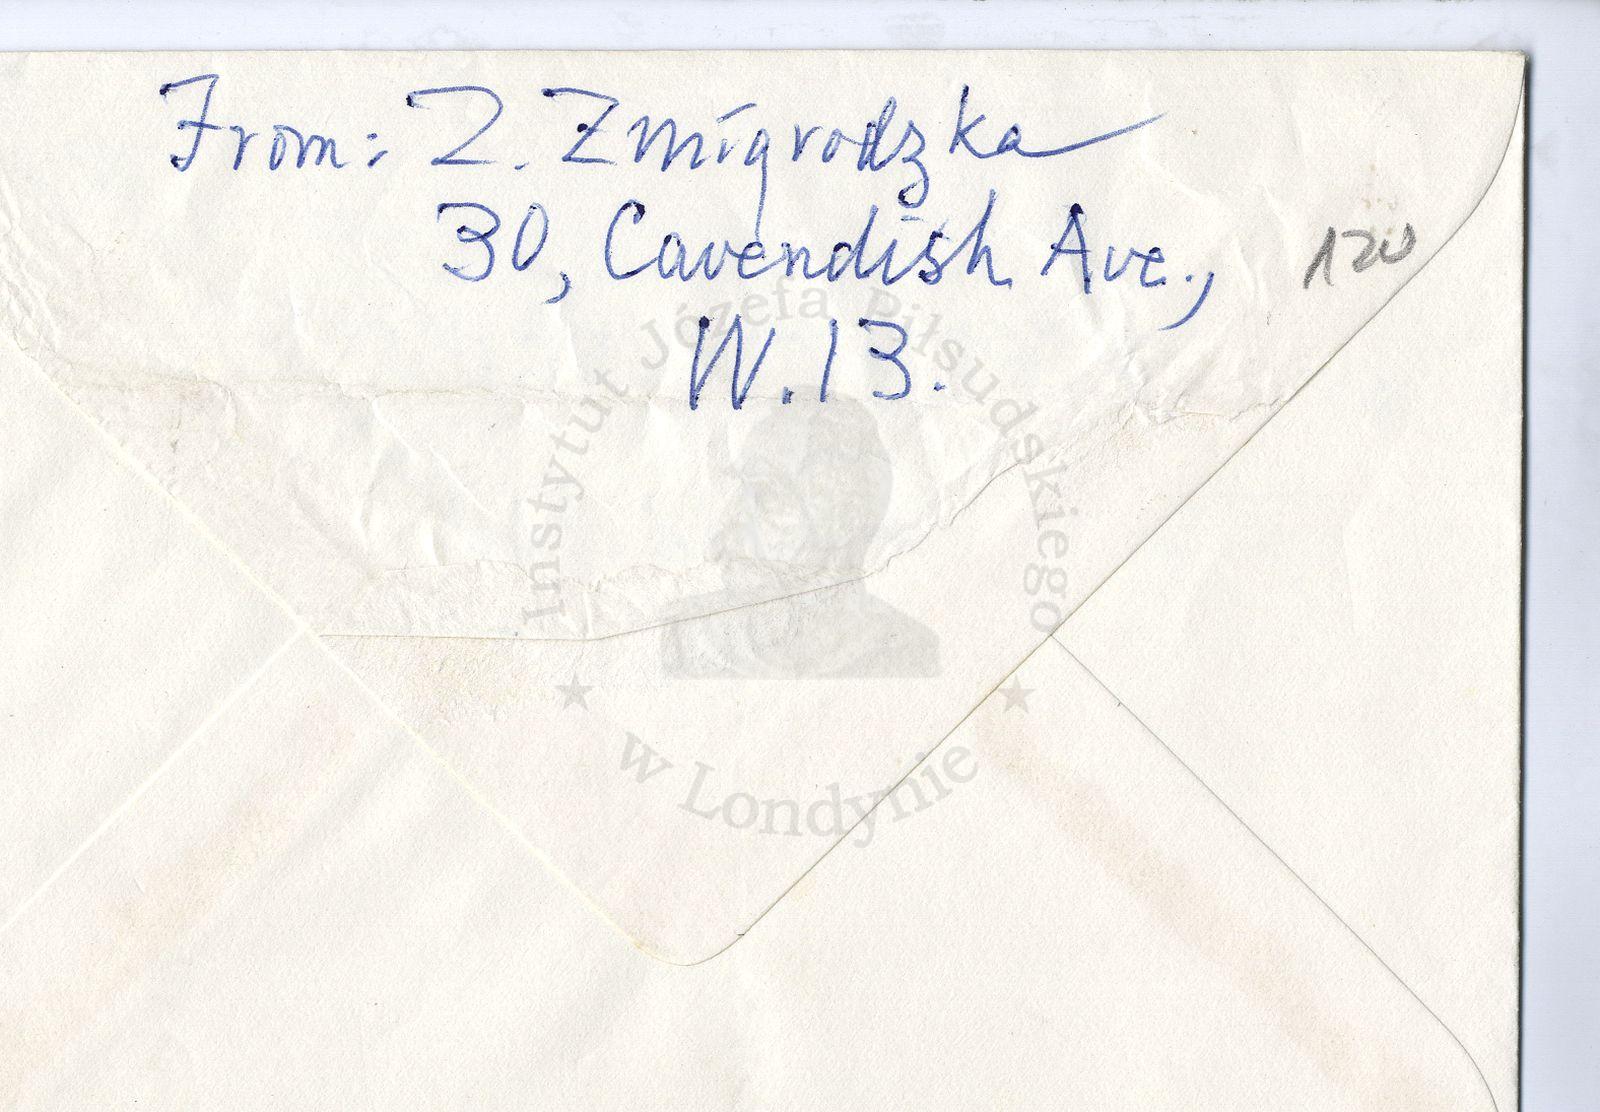 From: Z. Zmigrodzka
30, Cavendish Ave.,
120
W.13.
Instytut Józefa Piłsudskiego
w Londynie